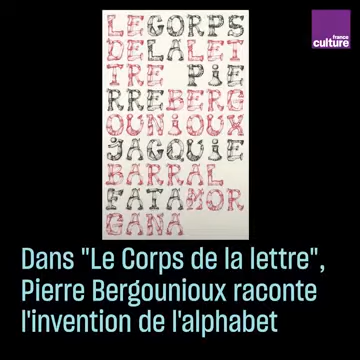 france
culture
LE CORPS
DE LA LET
TRE PIE
RRE BERG
OUNiOUX
JACQUIE
BARRAL
FATA MOR
GANA
Dans "Le Corps de la lettre",
Pierre Bergounioux raconte
l'invention de l'alphabet